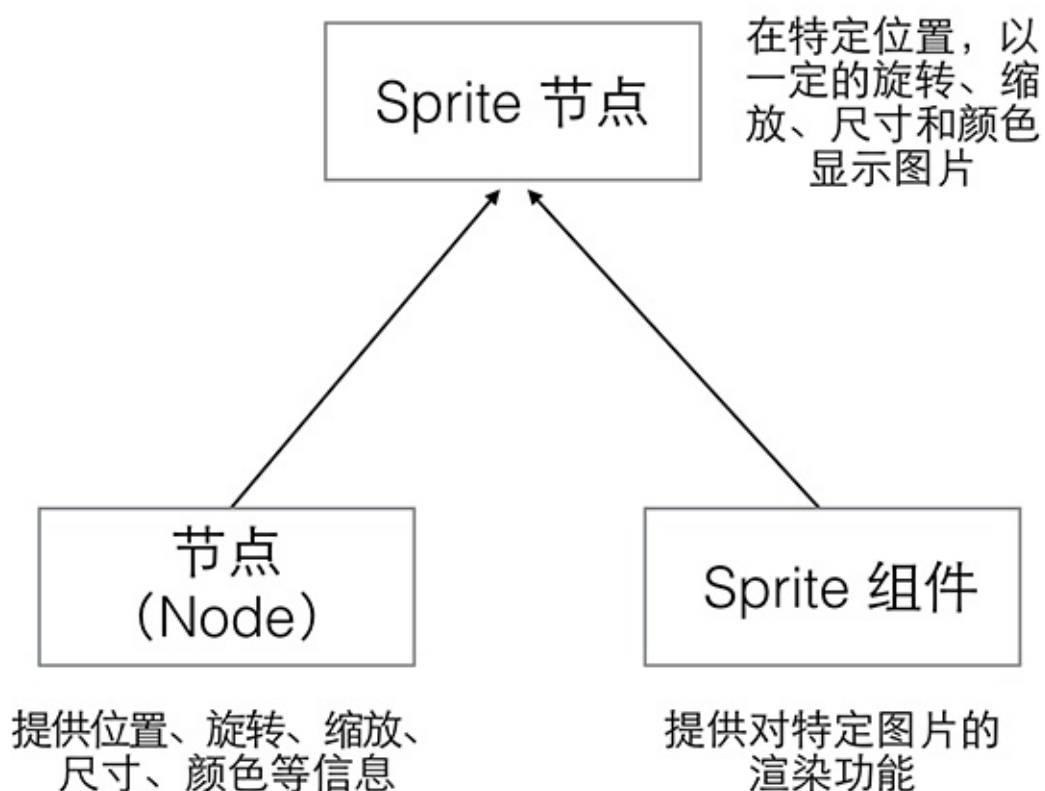 Sprite 节点
在特定位置，以
一定的旋转、缩
放、尺寸和颜色
显示图片
节点
（Node）
提供位置、旋转、缩放、
尺寸、颜色等信息
Sprite 组件
提供对特定图片的
渲染功能